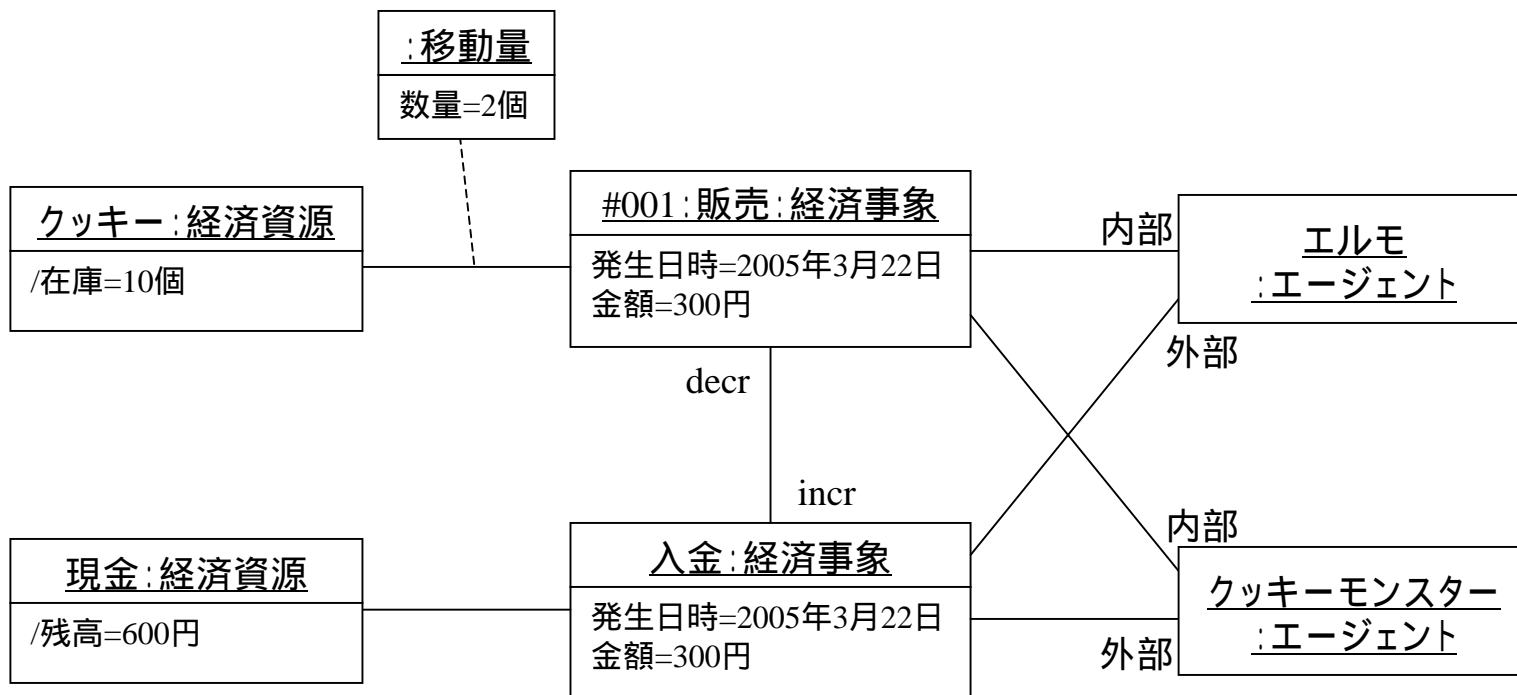 :移動量
数量=2個
クッキー:経済資源
/在庫=10個
#001:販売:経済事象
発生日時=2005年3月22日
金額=300円
内部
エルモ
:エージェント
外部
decr
incr
現金:経済資源
/残高=600円
入金:経済事象
発生日時=2005年3月22日
金額=300円
内部
クッキーモンスター
:エージェント
外部